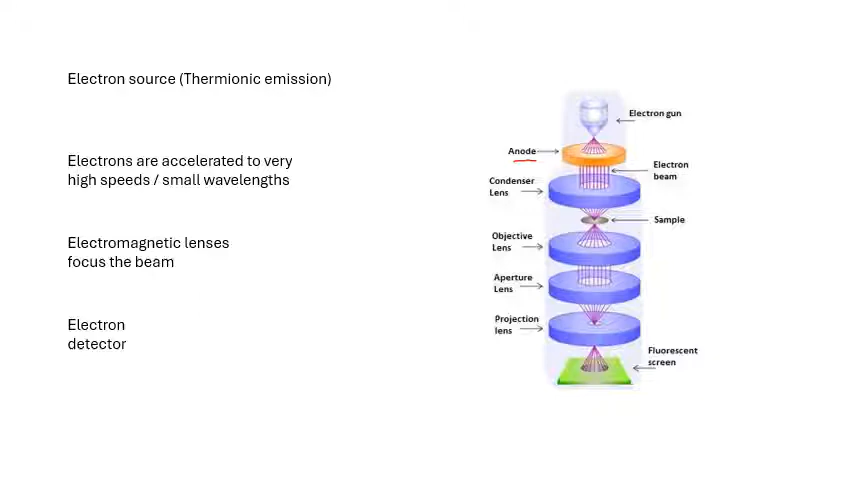 Electron source (Thermionic emission)
Electrons are accelerated to very
high speeds / small wavelengths
Electromagnetic lenses
focus the beam
Electron
detector
Electron gun
Anode
Electron
beam
Condenser
Lens
Sample
Objective
Lens
Aperture
Lens
Projection
lens
Fluorescent
screen